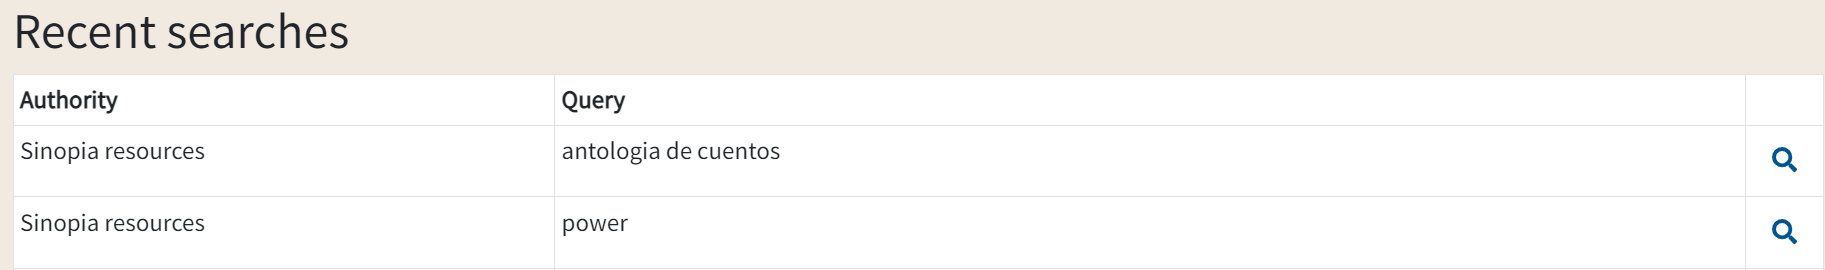 Recent searches
Authority Query
Sinopia resources antologia de cuentos
Sinopia resources power